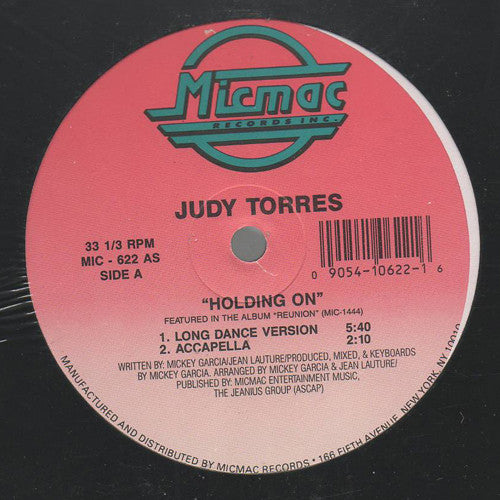 Micmac
RECORDS INC.
JUDY TORRES
33 1/3 RPM
MIC - 622 AS
SIDE A
0 9054-10622-1 6
"HOLDING ON"
FEATURED IN THE ALBUM "REUNION" (MIC-1444)
1. LONG DANCE VERSION 5:40
2. ACCAPELLA 2:10
WRITTEN BY: MICKEY GARCIA/JEAN LAUTURE/PRODUCED, MIXED, & KEYBOARDS
BY MICKEY GARCIA. ARRANGED BY MICKEY GARCIA & JEAN LAUTURE/
PUBLISHED BY: MICMAC ENTERTAINMENT MUSIC,
THE JEANIUS GROUP (ASCAP)
MANUFACTURED AND DISTRIBUTED BY MICMAC RECORDS • 166 FIFTH AVENUE, NEW YORK, NY 10010